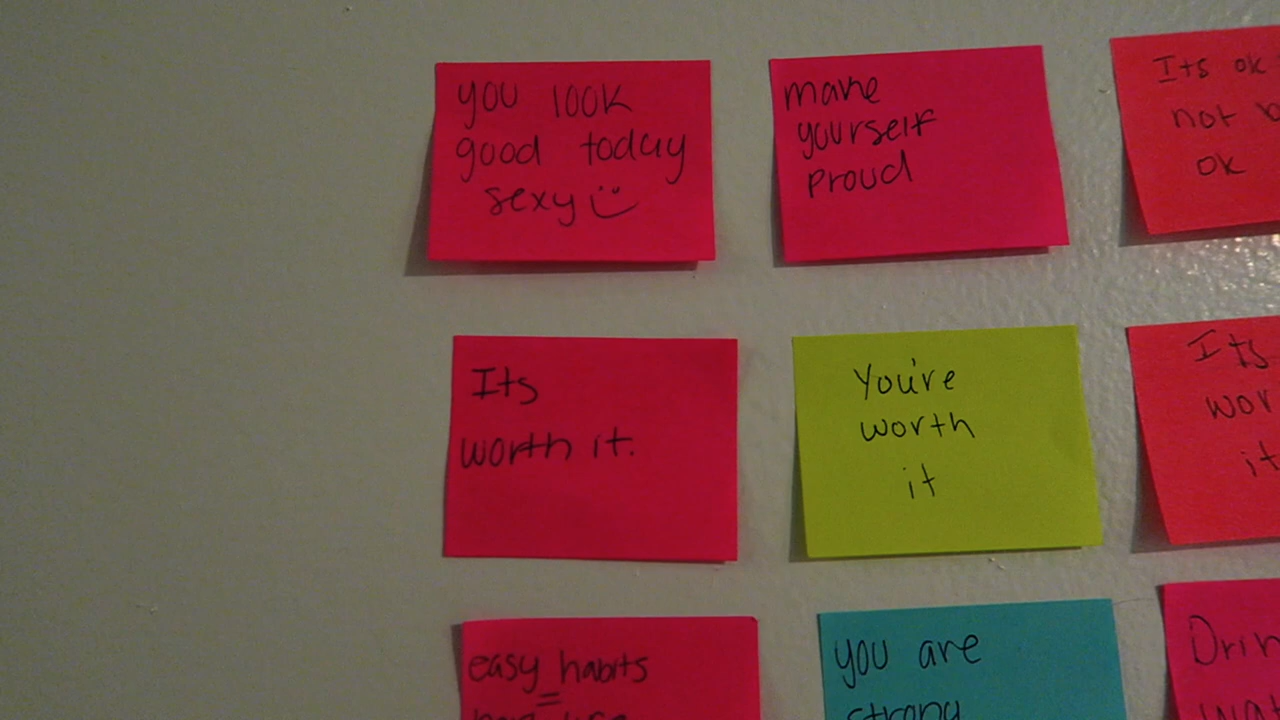 you look
good today
sexy
make
yourself
proud
Its ok
not
ok
Its
worth it.
You're
worth
it
Its
wor
it
easy habits
=
you are
strong